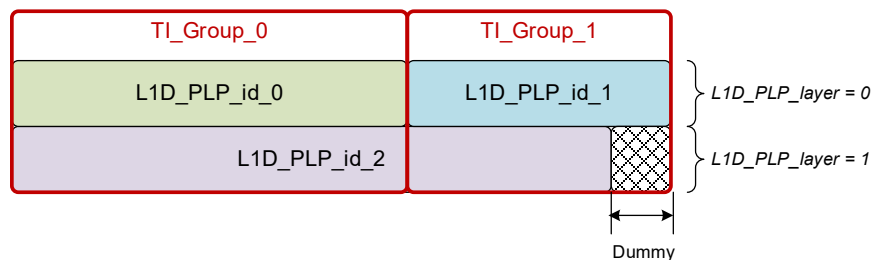 TI_Group_0
TI_Group_1
L1D_PLP_id_0
L1D_PLP_id_1
L1D_PLP_layer = 0
L1D_PLP_id_2
L1D_PLP_layer = 1
Dummy